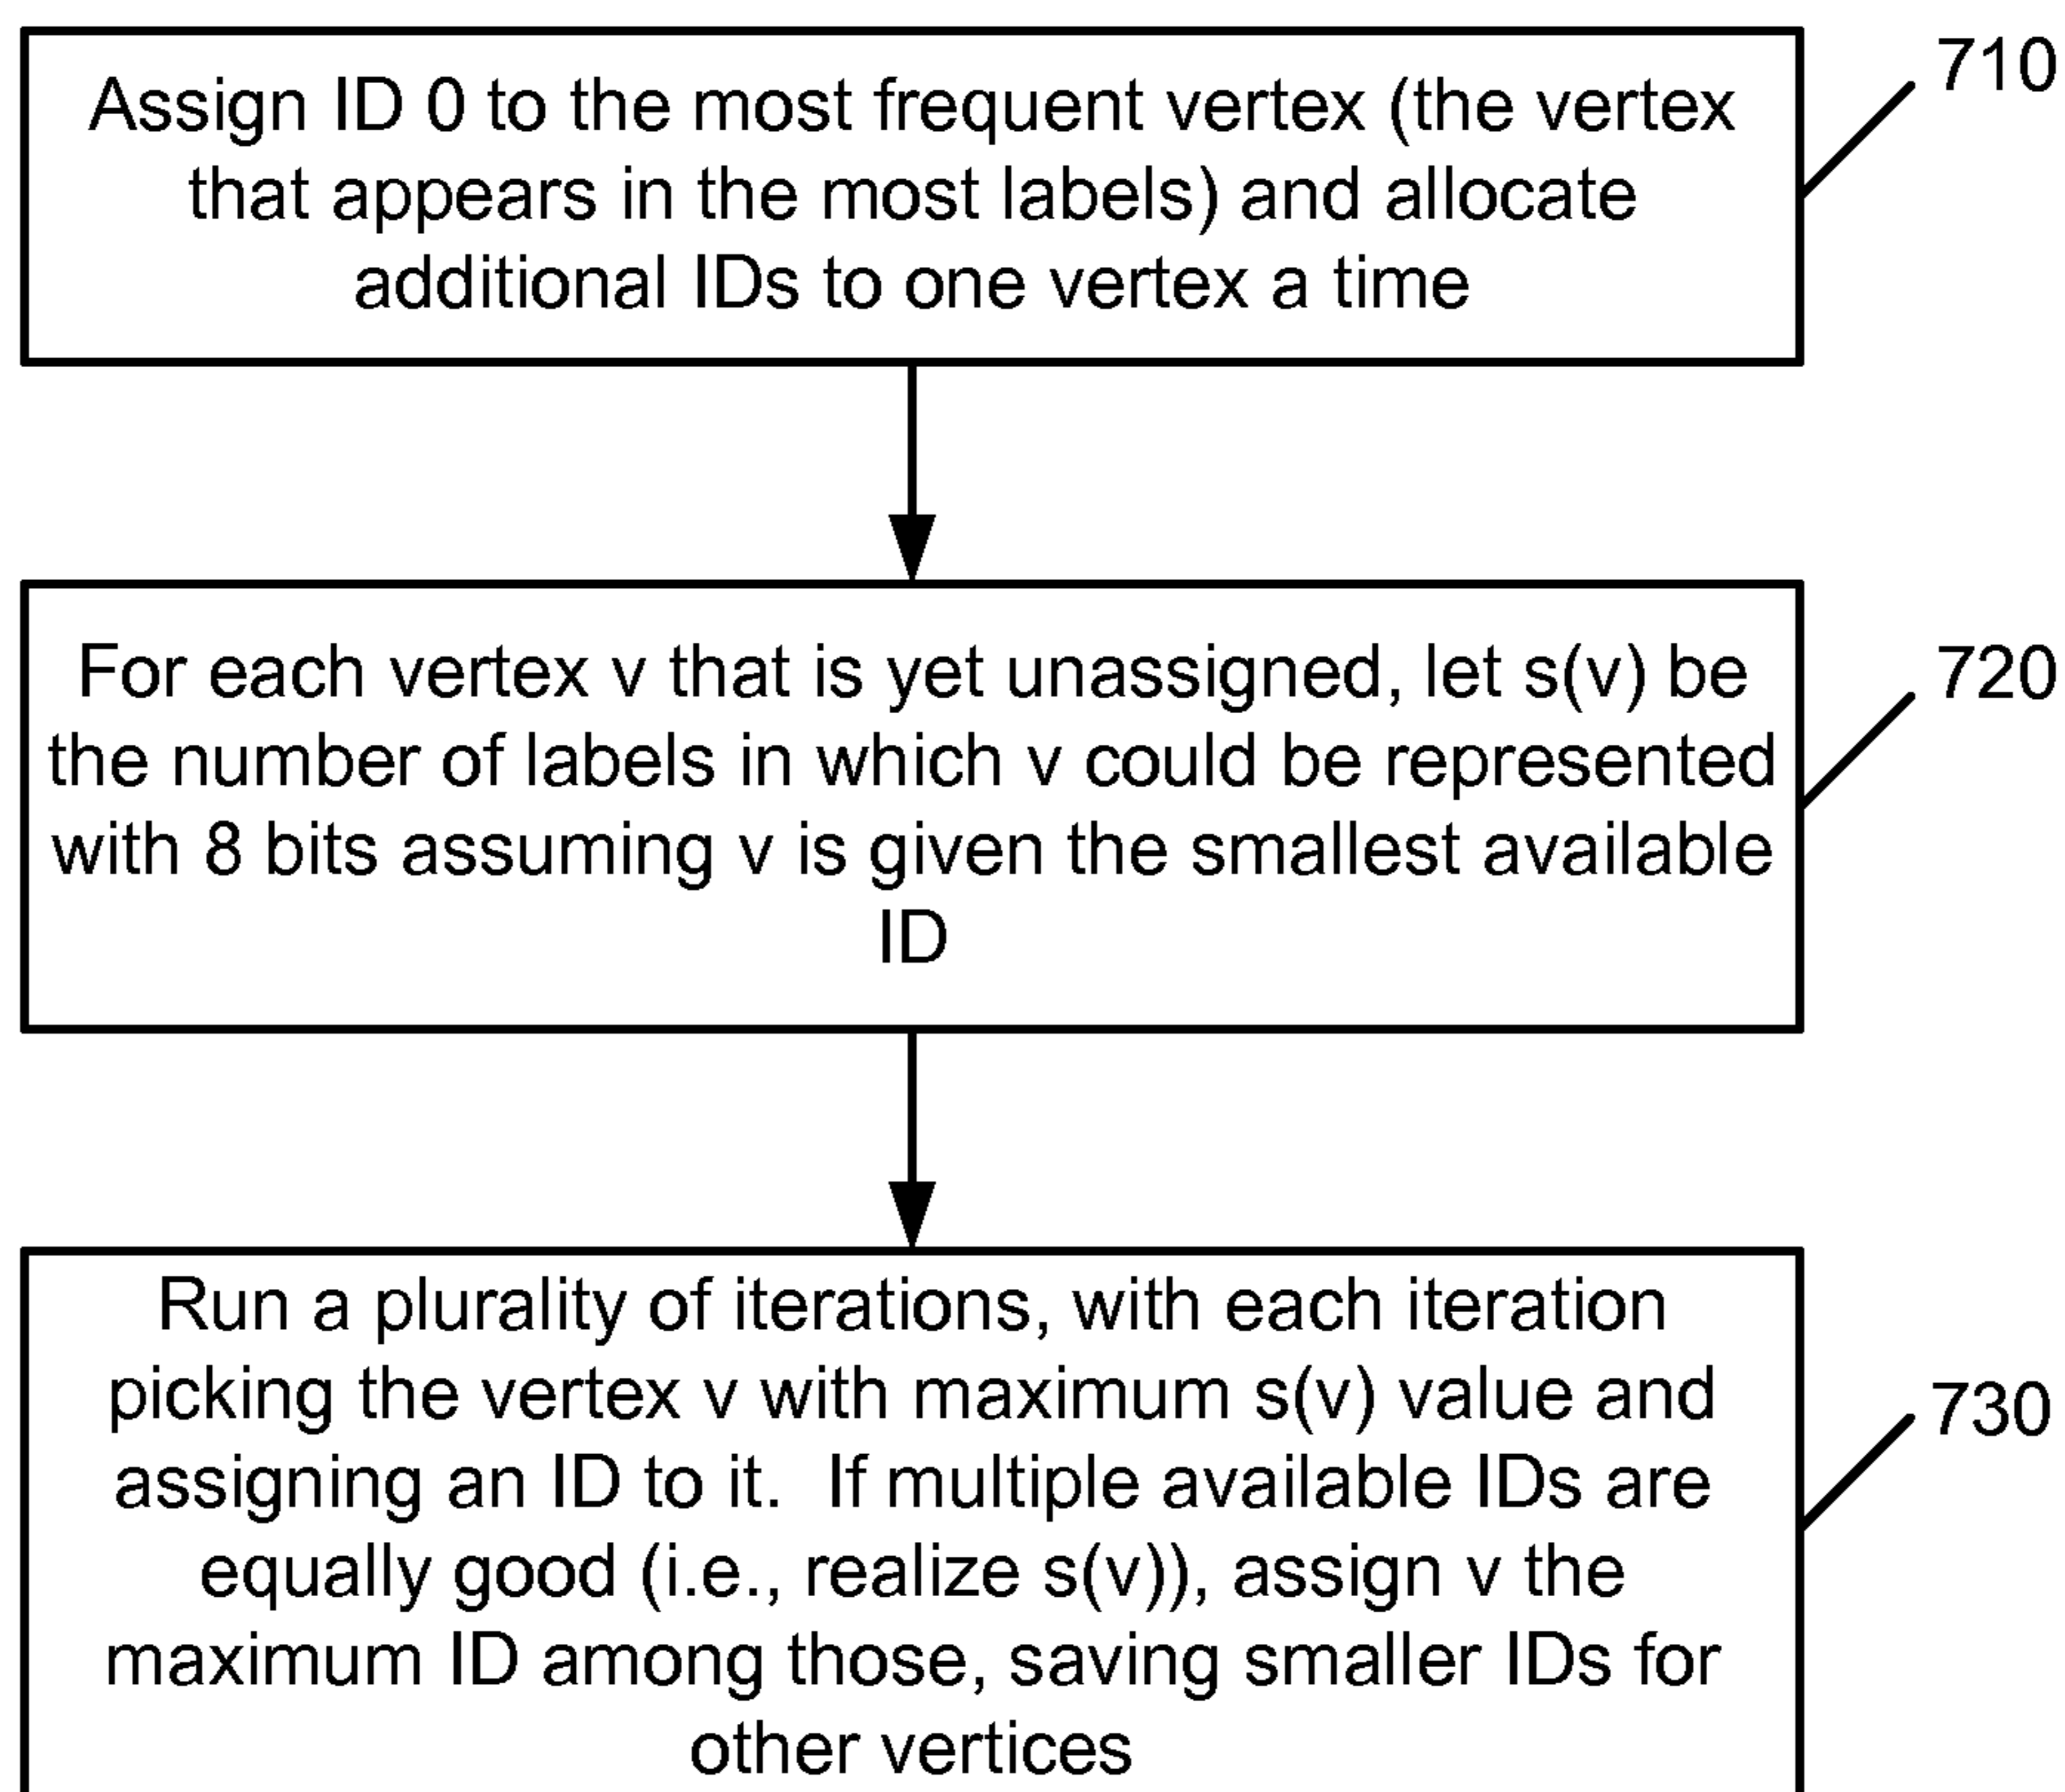 Assign ID 0 to the most frequent vertex (the vertex
that appears in the most labels) and allocate
additional IDs to one vertex a time
710
For each vertex v that is yet unassigned, let s(v) be
the number of labels in which v could be represented
with 8 bits assuming v is given the smallest available
ID
720
Run a plurality of iterations, with each iteration
picking the vertex v with maximum s(v) value and
assigning an ID to it.  If multiple available IDs are
equally good (i.e., realize s(v)), assign v the
maximum ID among those, saving smaller IDs for
other vertices
730